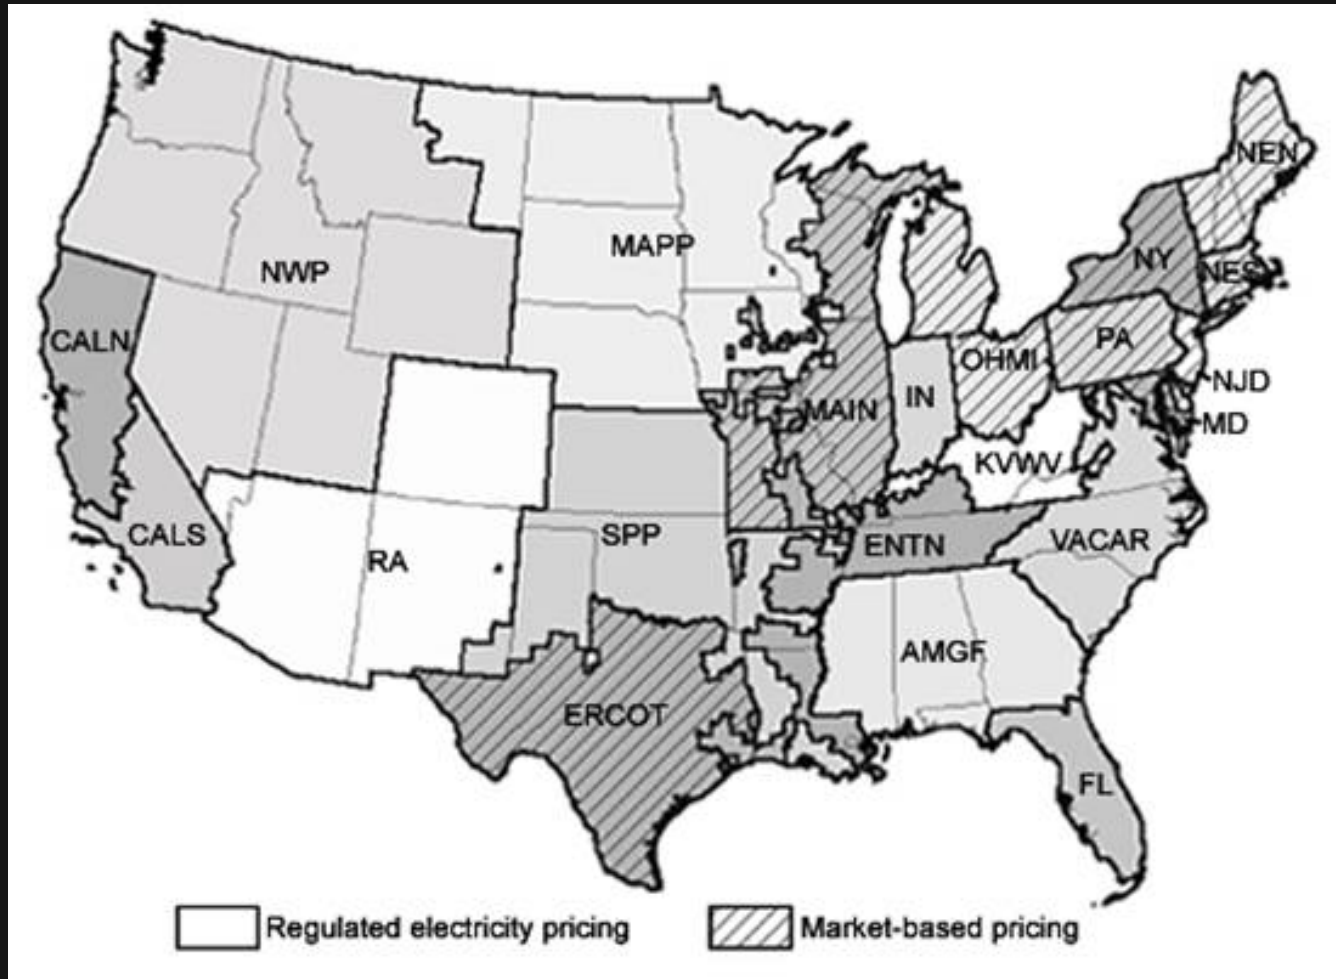 NEN
MAPP
NWP
NY
NES
CALN
PA
OHMI
NJD
IN
MAIN
MD
KVWV
CALS
SPP
ENTN
VACAR
RA
AMGF
ERCOT
FL
Regulated electricity pricing
Market-based pricing